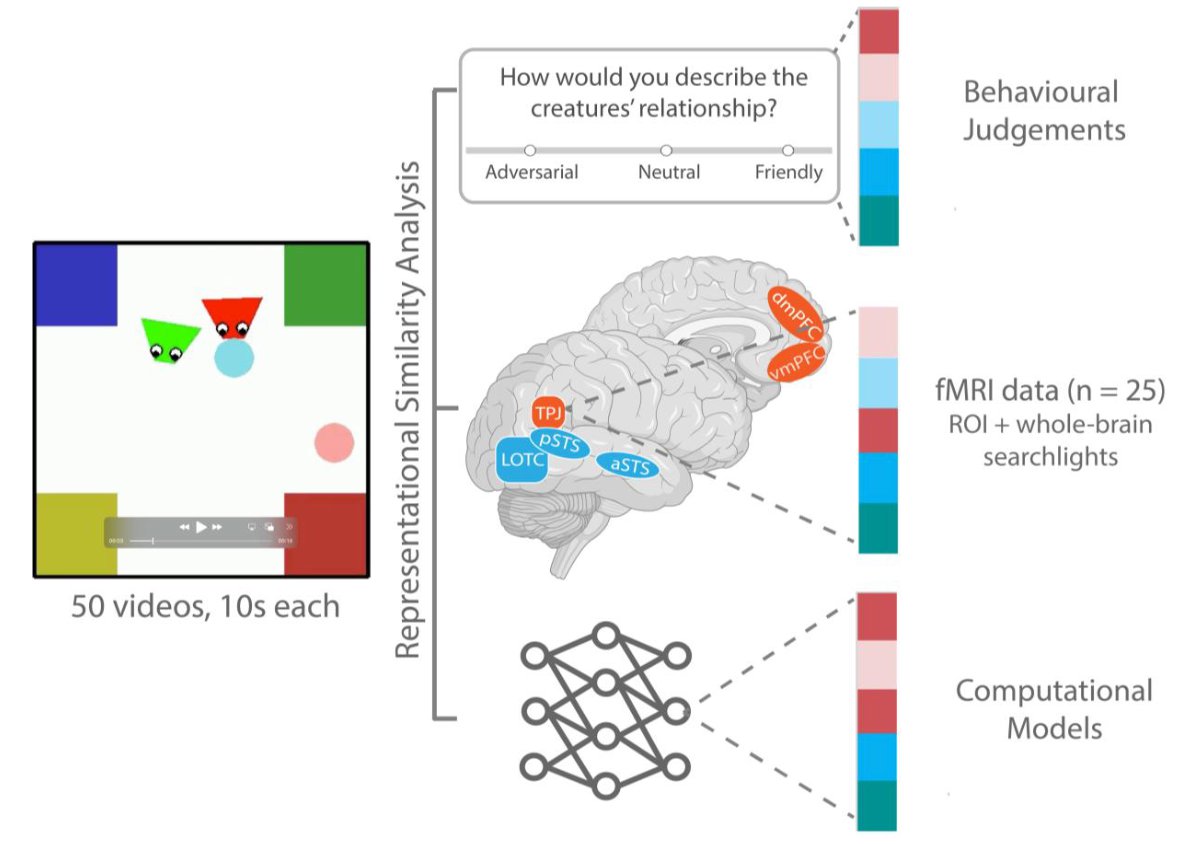 How would you describe the
creatures' relationship?
Adversarial
Neutral
Friendly
Behavioural
Judgements
Representational Similarity Analysis
dmPFC
vmPFC
TPJ
pSTS
LOTC
aSTS
fMRI data (n = 25)
ROI + whole-brain
searchlights
50 videos, 10s each
Computational
Models